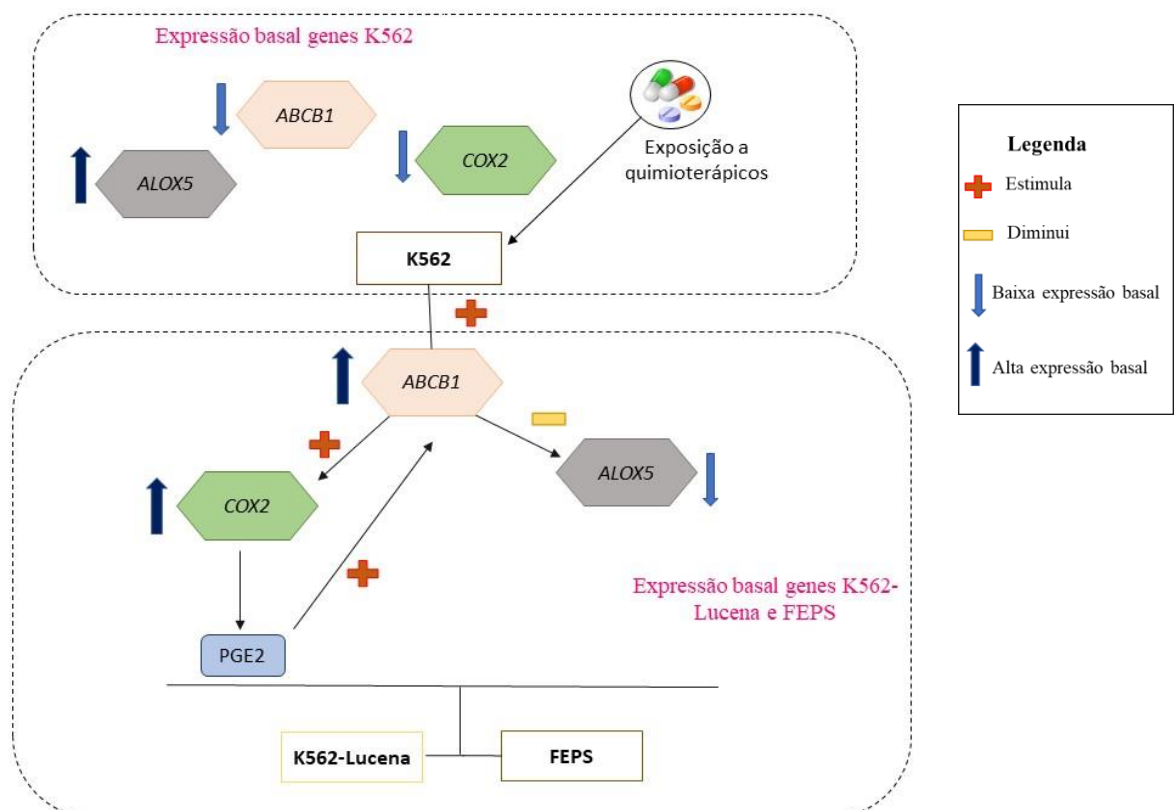 Expressão basal genes K562
ABCB1
COX2
ALOX5
Exposição a
quimioterápicos
K562
Legenda
Estimula
Diminui
Baixa expressão basal
Alta expressão basal
ABCB1
ALOX5
COX2
Expressão basal genes K562-
Lucena e FEPS
PGE2
K562-Lucena
FEPS